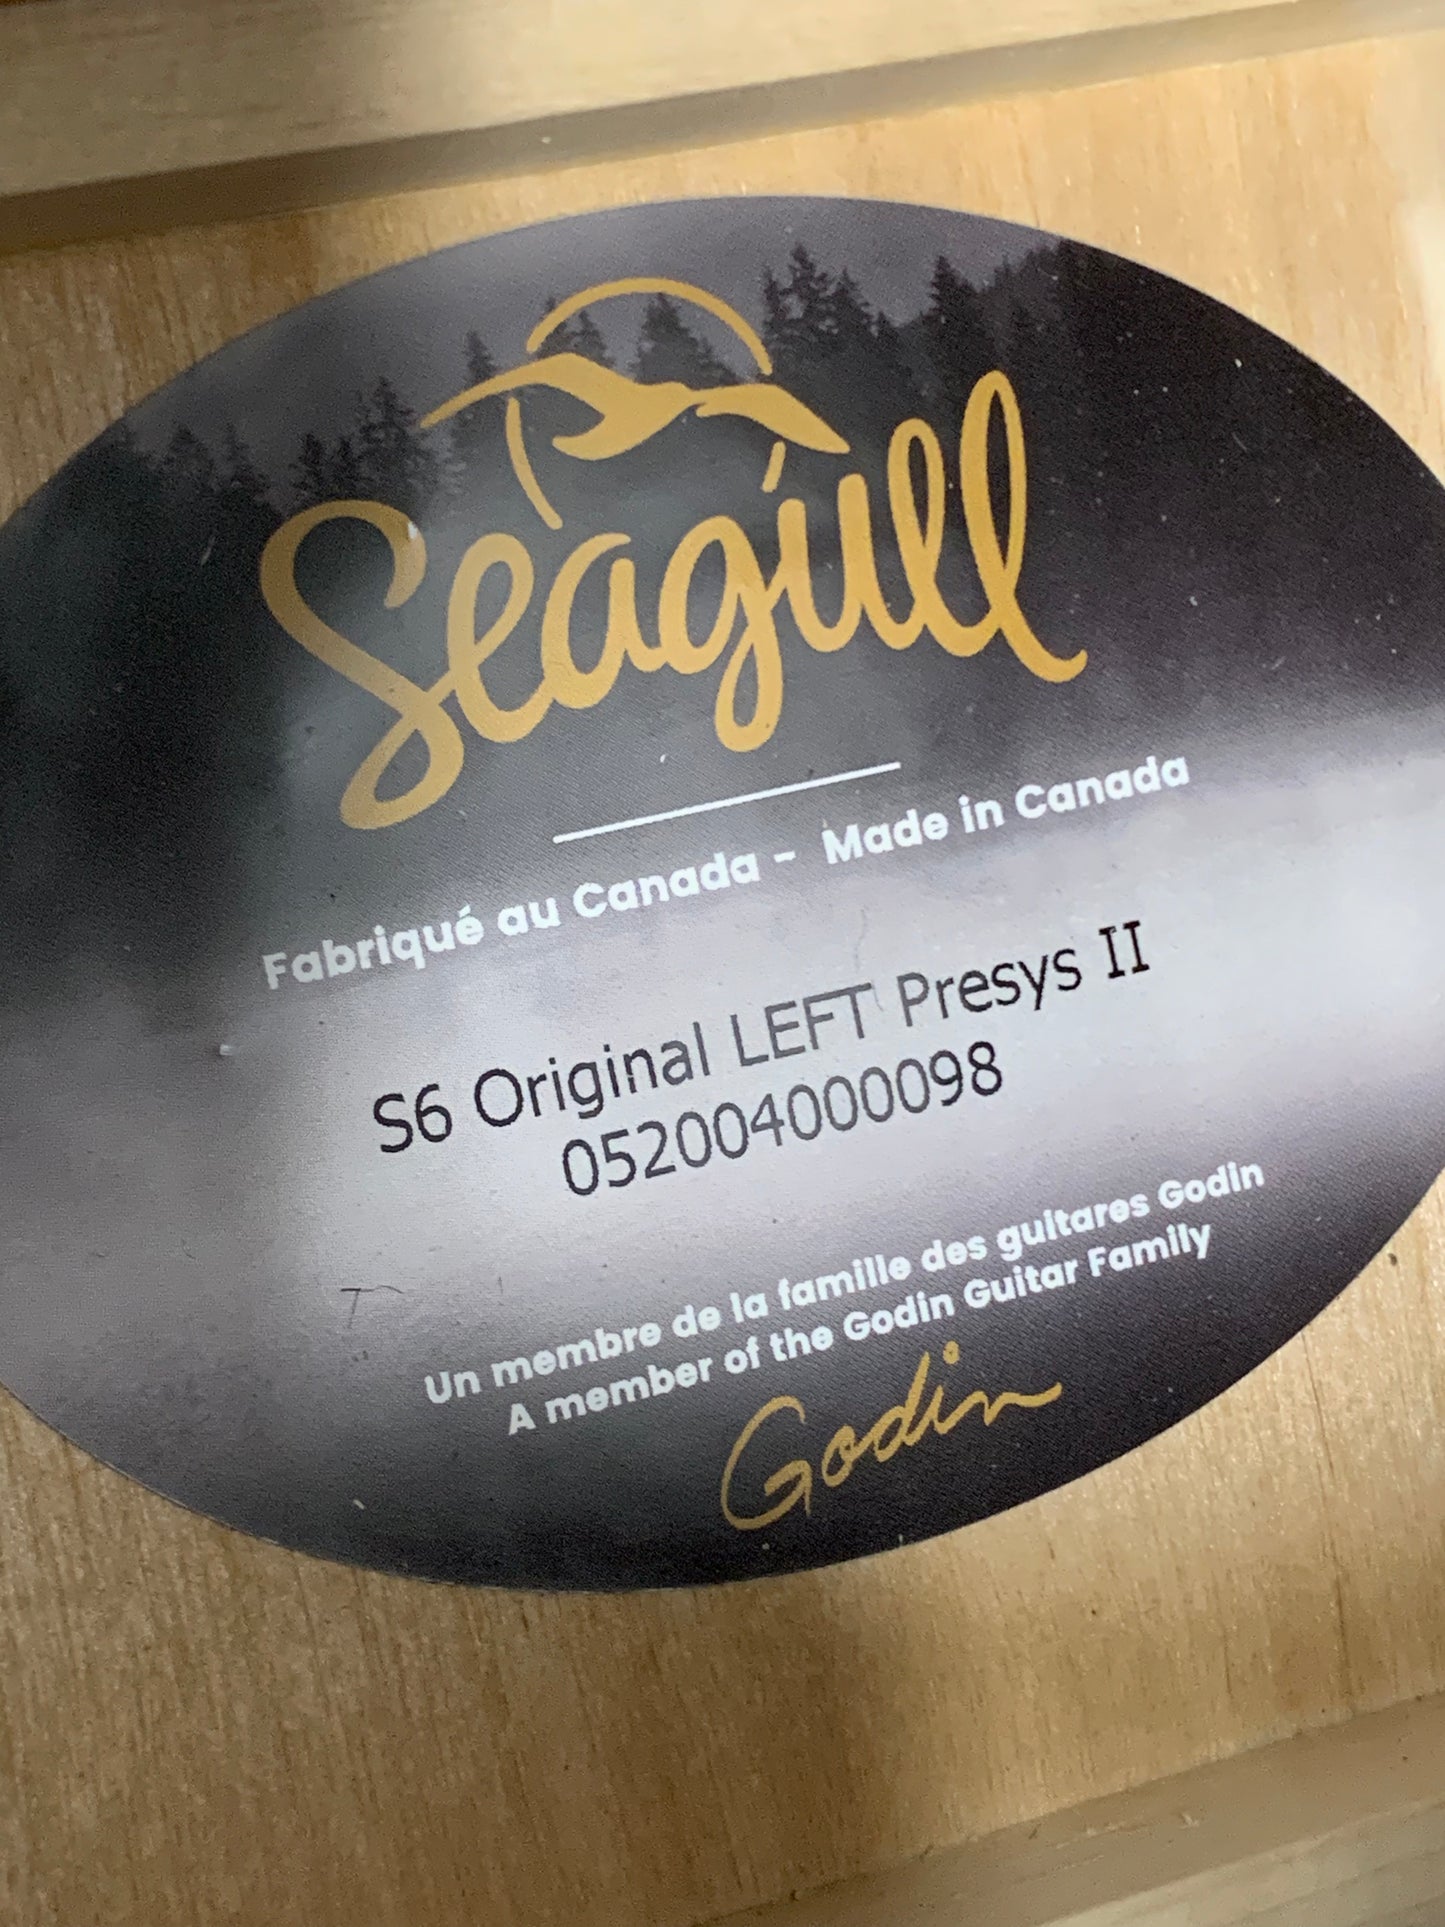 Seagull
Fabriqué au Canada - Made in Canada
S6 Original LEFT Presys II
052004000098
Un membre de la famille des guitares Godin
A member of the Godin Guitar Family
Godin